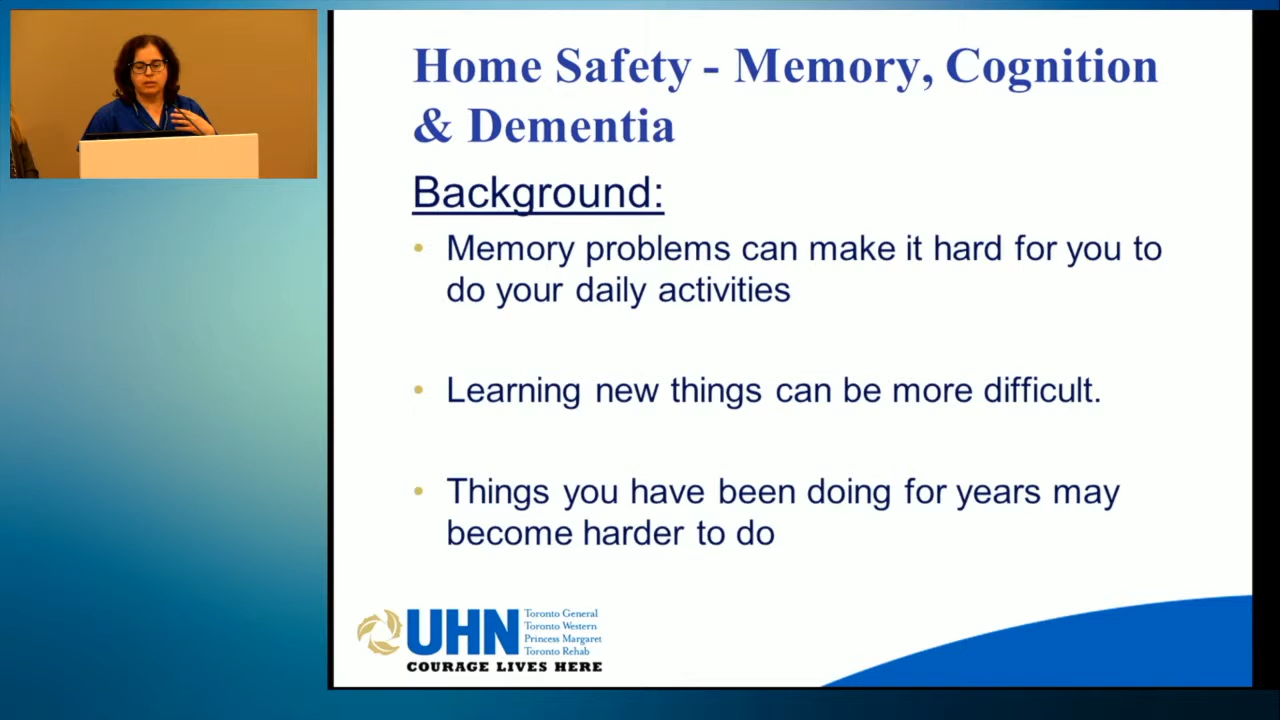 Home Safety - Memory, Cognition
& Dementia
Background:
• Memory problems can make it hard for you to
do your daily activities
• Learning new things can be more difficult.
• Things you have been doing for years may
become harder to do
UHN
Toronto General
Toronto Western
Princess Margaret
Toronto Rehab
COURAGE LIVES HERE